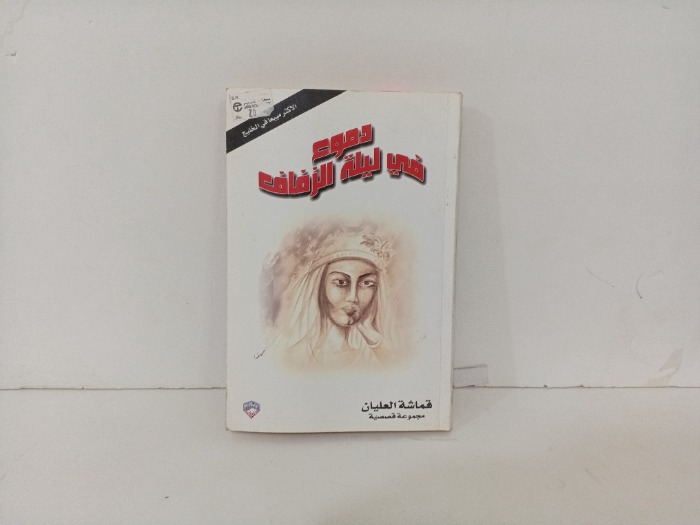 الأكثر مبيعا في الخليج
دموع
في ليلة الزفاف
قماشة العليان
مجموعة قصصية